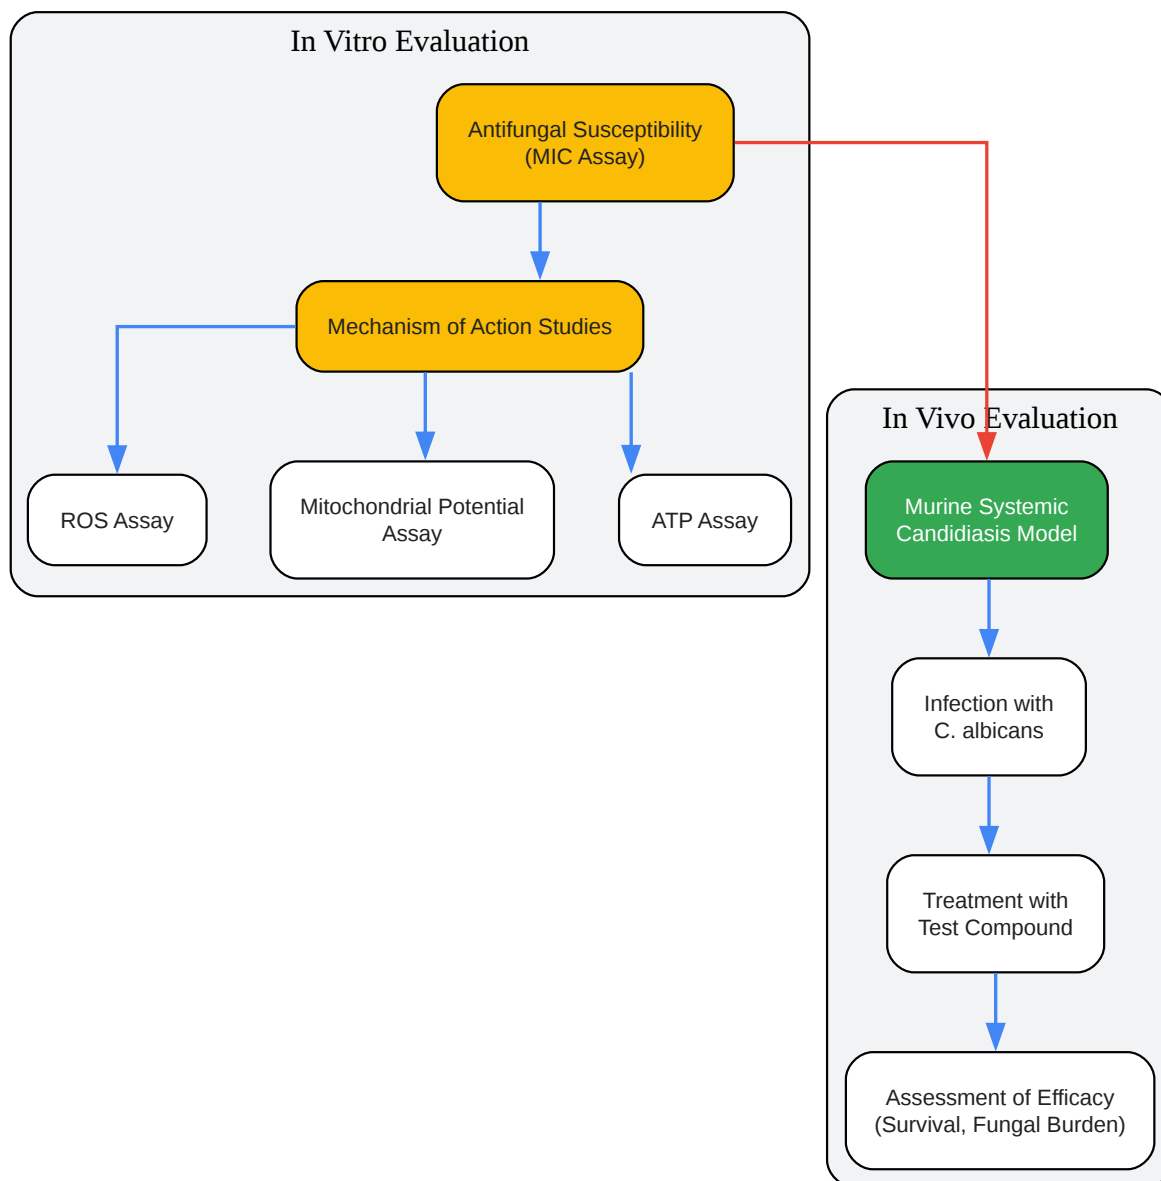 In Vitro Evaluation
Antifungal Susceptibility
(MIC Assay)
Mechanism of Action Studies
ROS Assay
Mitochondrial Potential
Assay
ATP Assay
In Vivo Evaluation
Murine Systemic
Candidiasis Model
Infection with
C. albicans
Treatment with
Test Compound
Assessment of Efficacy
(Survival, Fungal Burden)